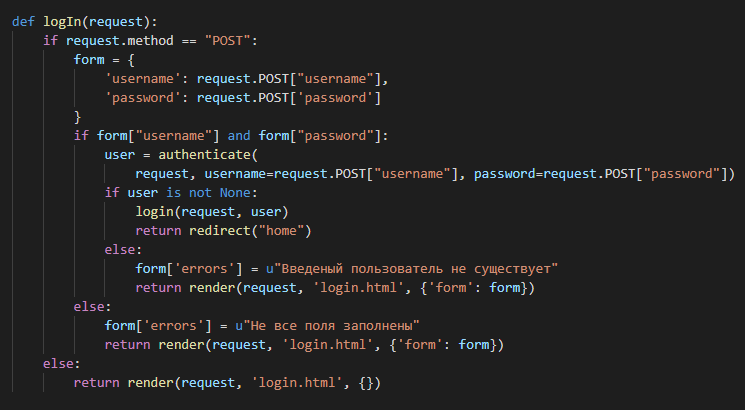 def logIn(request):
    if request.method == "POST":
        form = {
            'username': request.POST["username"],
            'password': request.POST['password']
        }
        if form["username"] and form["password"]:
            user = authenticate(
                request, username=request.POST["username"], password=request.POST["password"])
            if user is not None:
                login(request, user)
                return redirect("home")
            else:
                form['errors'] = u"Введеный пользователь не существует"
                return render(request, 'login.html', {'form': form})
        else:
            form['errors'] = u"Не все поля заполнены"
            return render(request, 'login.html', {'form': form})
    else:
        return render(request, 'login.html', {})